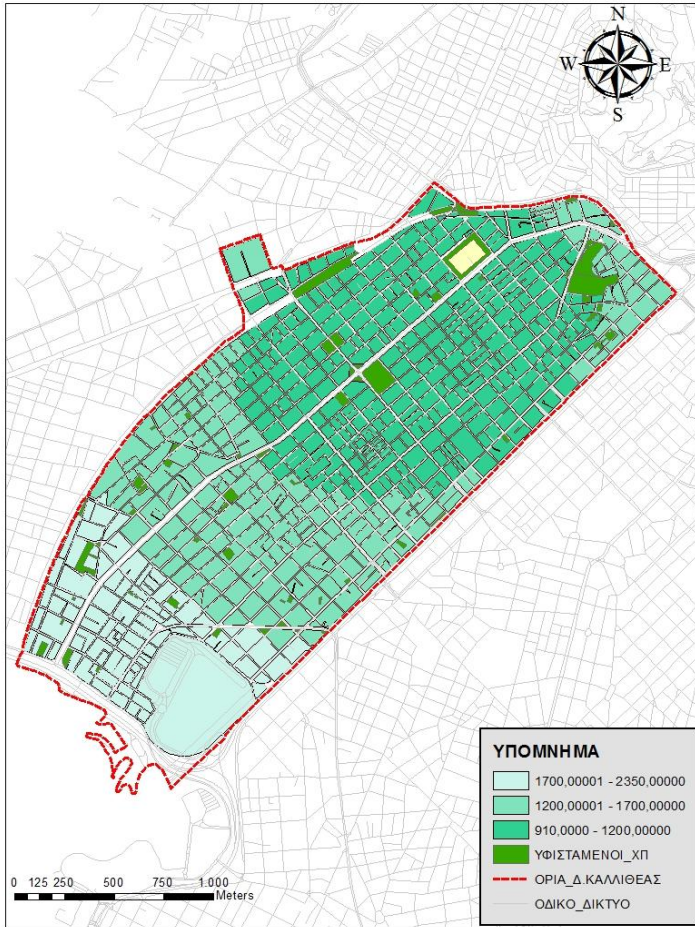 N
W E
S
ΥΠΟΜΝΗΜΑ
1700,00001 - 2350,00000
1200,00001 - 1700,00000
910,0000 - 1200,00000
ΥΦΙΣΤΑΜΕΝΟΙ_ΧΠ
ΟΡΙΑ_Δ.ΚΑΛΛΙΘΕΑΣ
ΟΔΙΚΟ_ΔΙΚΤΥΟ
0 125 250 500 750 1.000
Meters